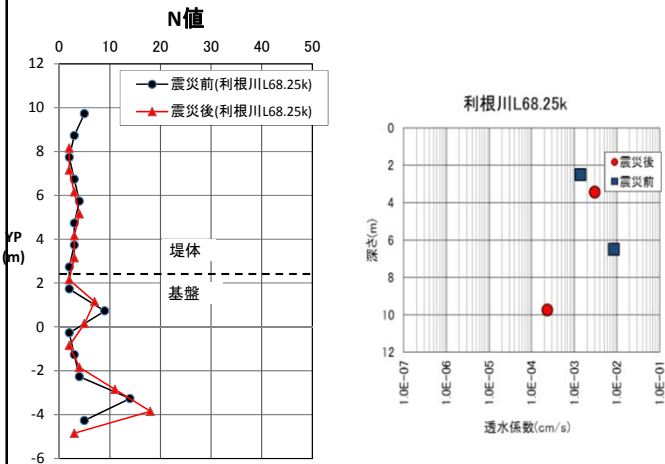 N値
0 10 20 30 40 50
12
10
8
6
4
2
0
-2
-4
-6
YP
(m)
震災前(利根川L68.25k)
震災後(利根川L68.25k)
堤体
基盤
利根川L68.25k
0
2
4
6
8
10
12
深さ(m)
震災後
震災前
1.0E-07
1.0E-06
1.0E-05
1.0E-04
1.0E-03
1.0E-02
1.0E-01
透水係数(cm/s)